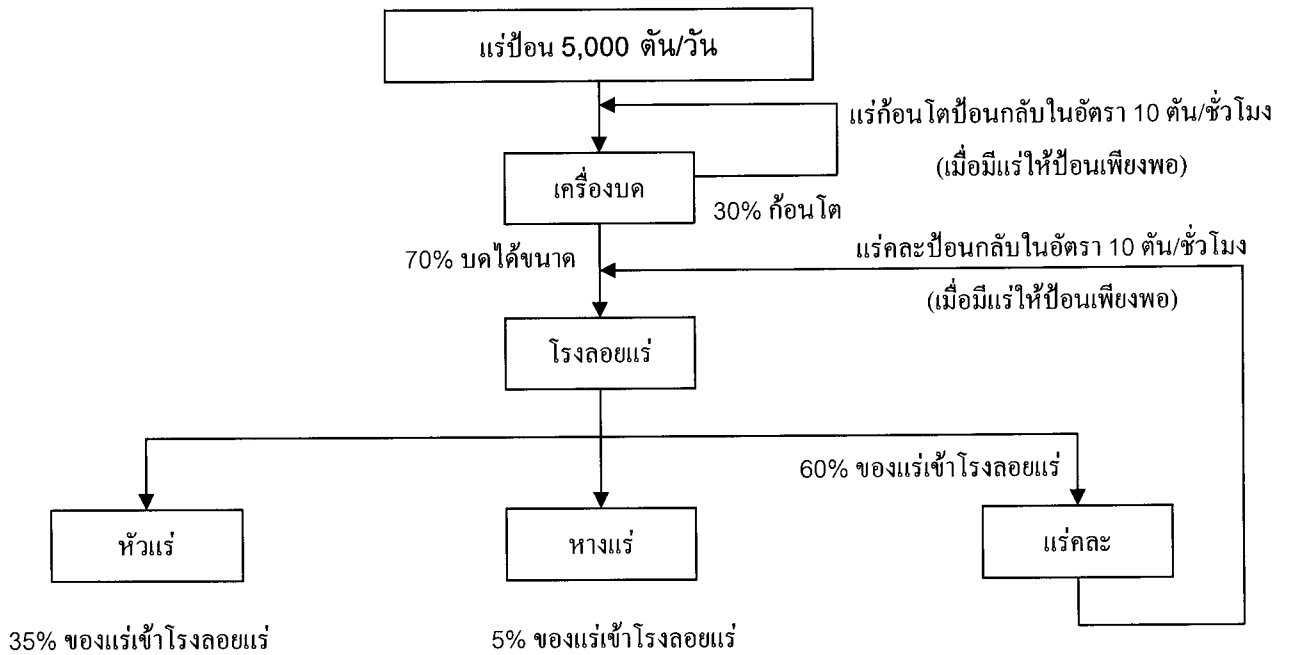 แร่ป้อน 5,000 ตัน/วัน
แร่ก้อนโตป้อนกลับในอัตรา 10 ตัน/ชั่วโมง
(เมื่อมีแร่ให้ป้อนเพียงพอ)
เครื่องบด
30% ก้อนโต
70% บดได้ขนาด
แร่คละป้อนกลับในอัตรา 10 ตัน/ชั่วโมง
(เมื่อมีแร่ให้ป้อนเพียงพอ)
โรงลอยแร่
60% ของแร่เข้าโรงลอยแร่
หัวแร่
หางแร่
แร่คละ
35% ของแร่เข้าโรงลอยแร่
5% ของแร่เข้าโรงลอยแร่